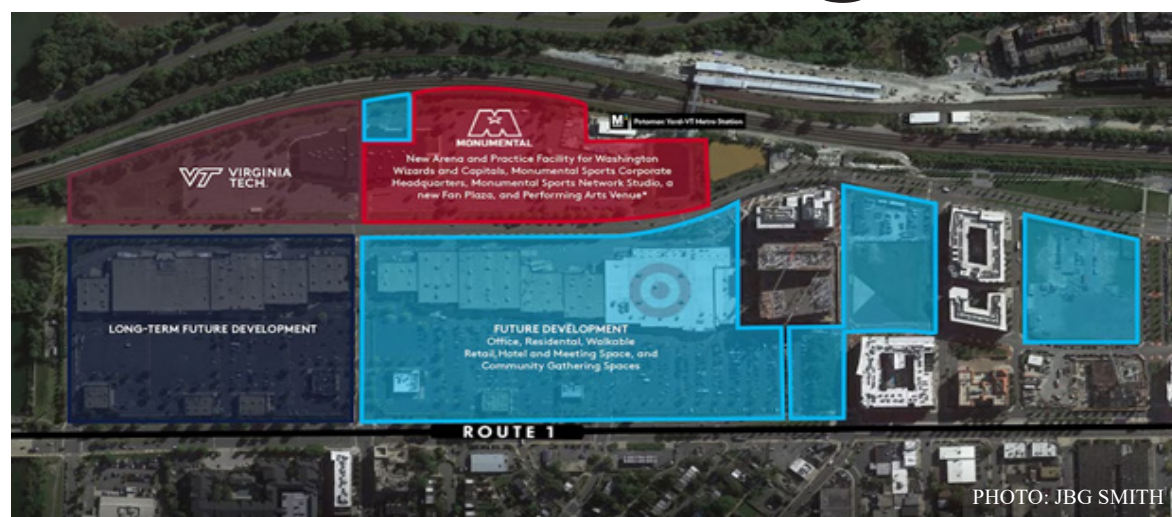 VT VIRGINIA
TECH.
MONUMENTAL
New Arena and Practice Facility for Washington
Wizards and Capitals, Monumental Sports Corporate
Headquarters, Monumental Sports Network Studio, a
new Fan Plaza, and Performing Arts Venue*
M Potomac Yard-VT Metro Station
LONG-TERM FUTURE DEVELOPMENT
FUTURE DEVELOPMENT
Office, Residential, Walkable
Retail, Hotel and Meeting Space, and
Community Gathering Spaces
ROUTE 1
PHOTO: JBG SMITH